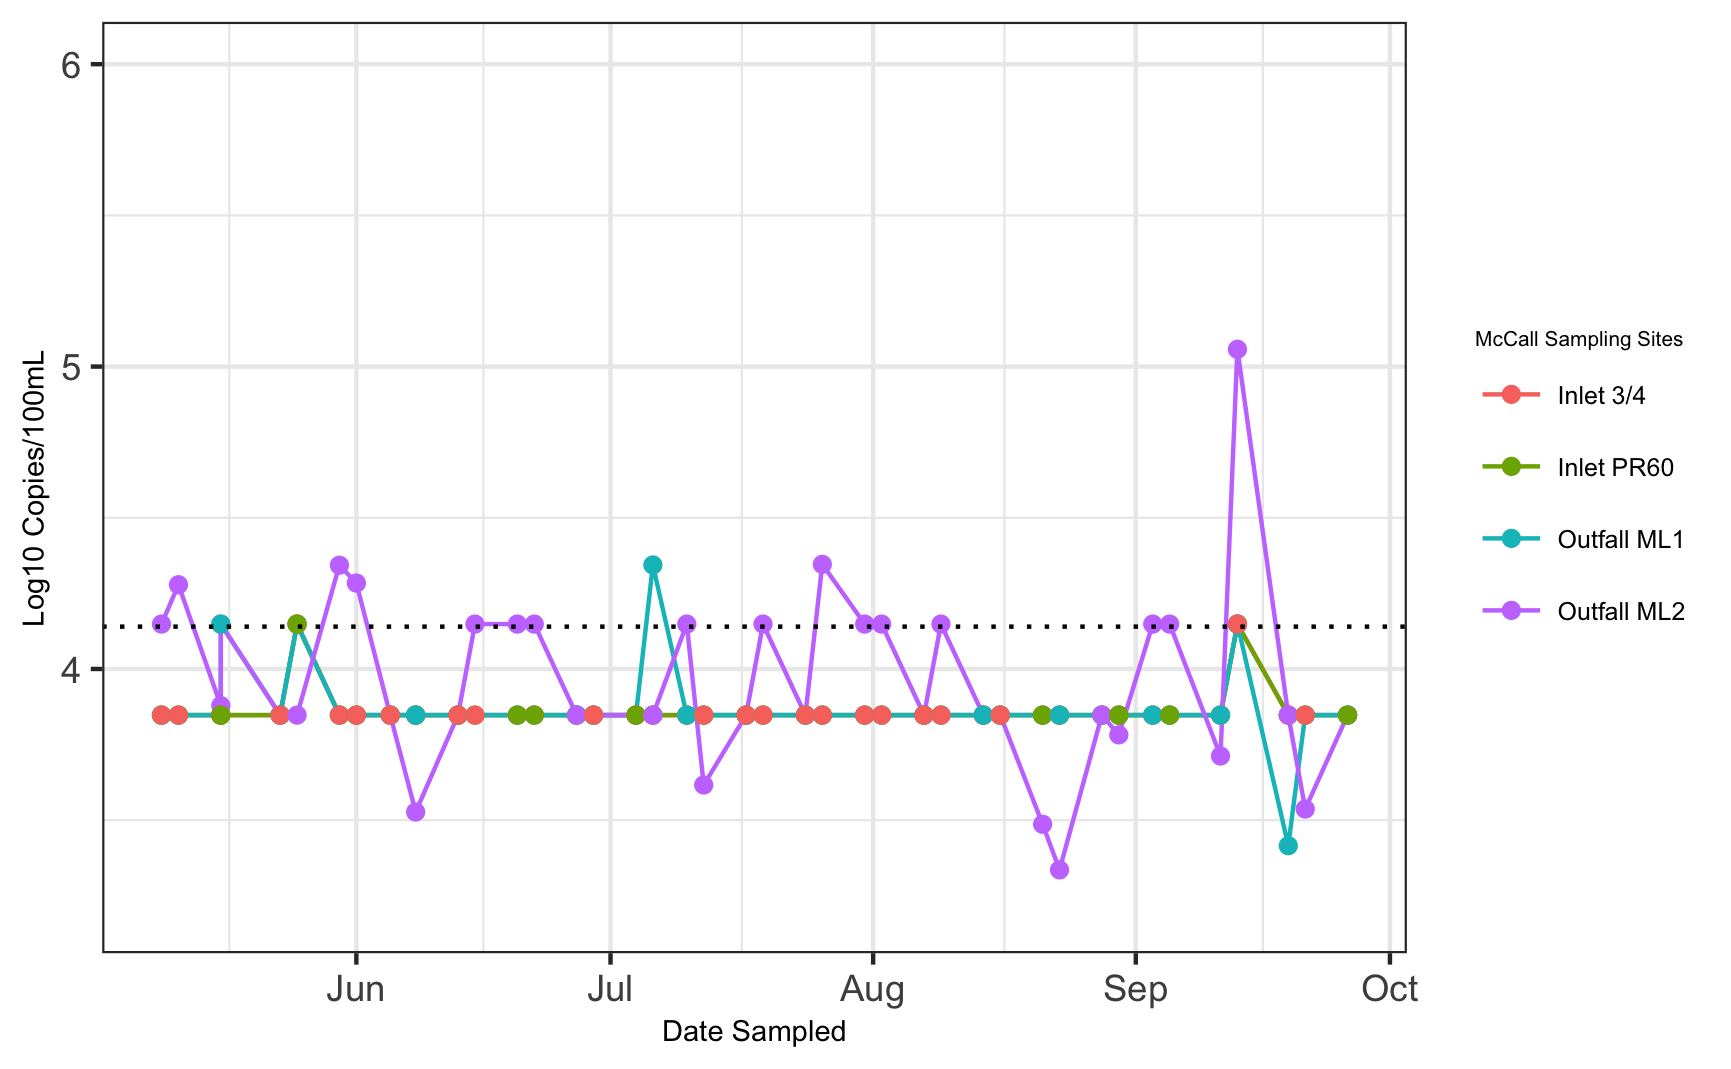 6
5
4
Log10 Copies/100mL
Jun
Jul
Aug
Sep
Oct
Date Sampled
McCall Sampling Sites
Inlet 3/4
Inlet PR60
Outfall ML1
Outfall ML2